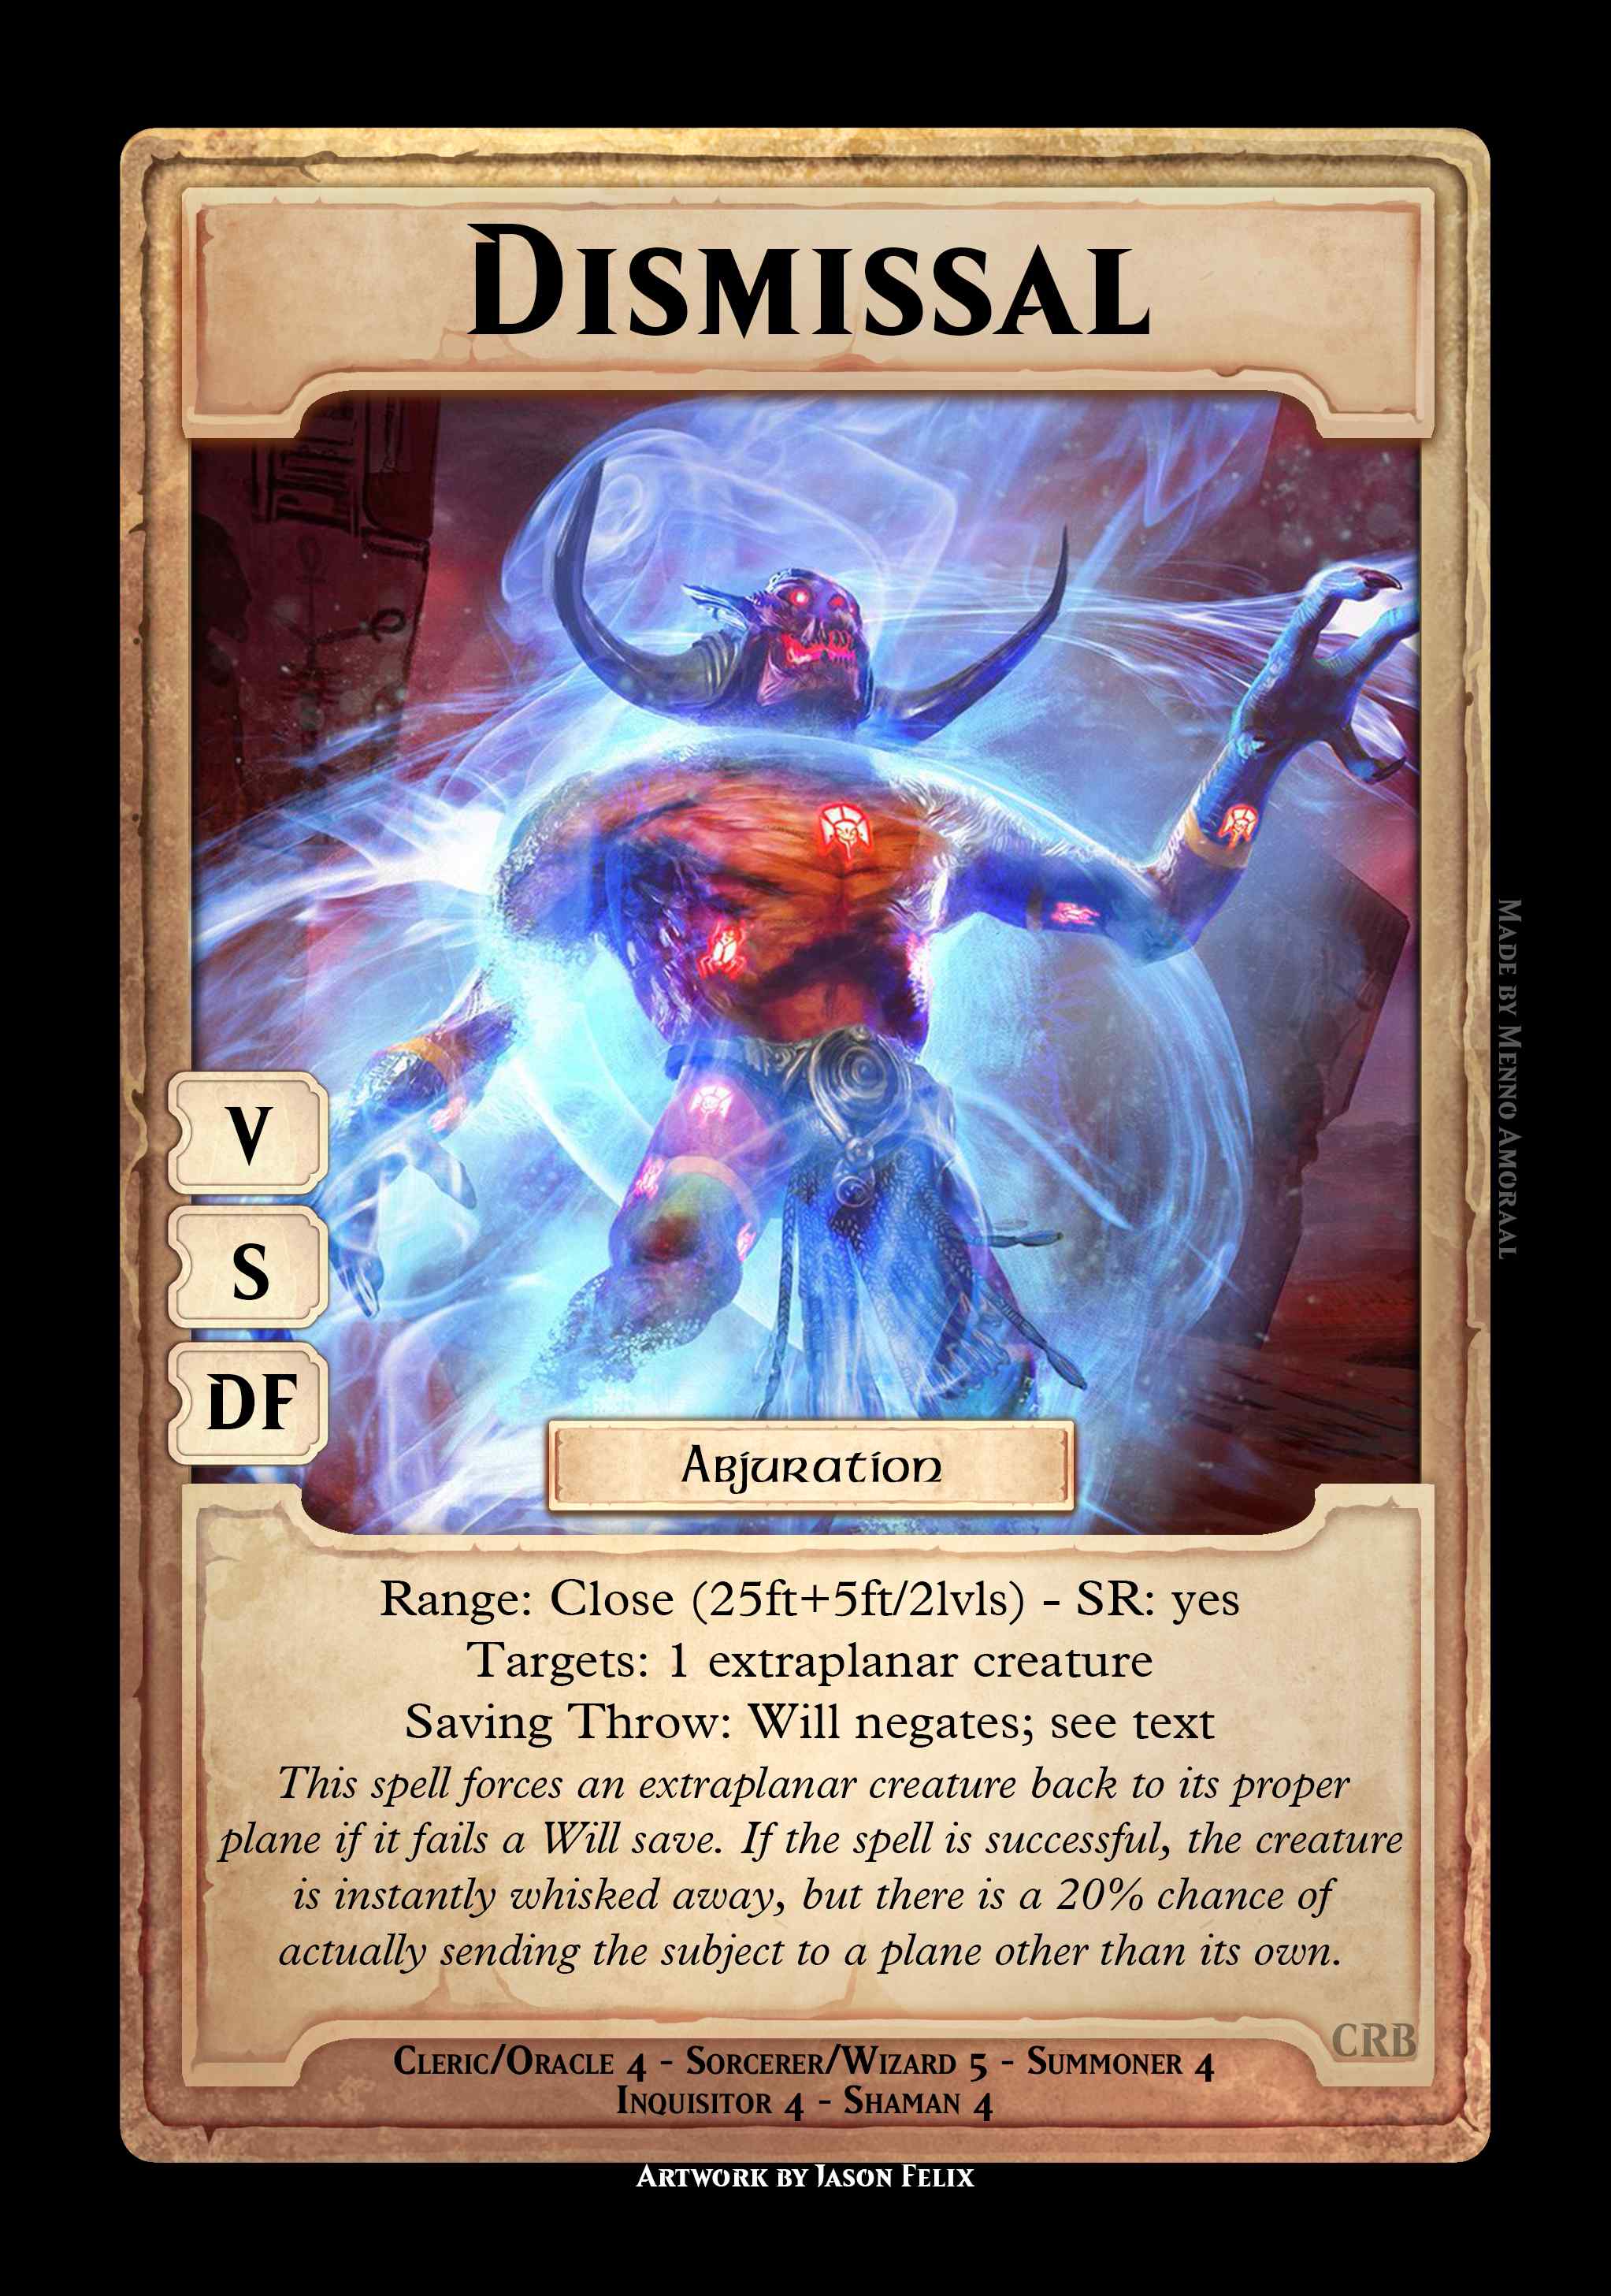 Dismissal
V
S
DF
Abjuration
Range: Close (25ft+5ft/2lvls) - SR: yes
Targets: 1 extraplanar creature
Saving Throw: Will negates; see text
This spell forces an extraplanar creature back to its proper
plane if it fails a Will save. If the spell is successful, the creature
is instantly whisked away, but there is a 20% chance of
actually sending the subject to a plane other than its own.
CRB
Cleric/Oracle 4 - Sorcerer/Wizard 5 - Summoner 4
Inquisitor 4 - Shaman 4
Artwork by Jason Felix
Made by Menno Amoraal